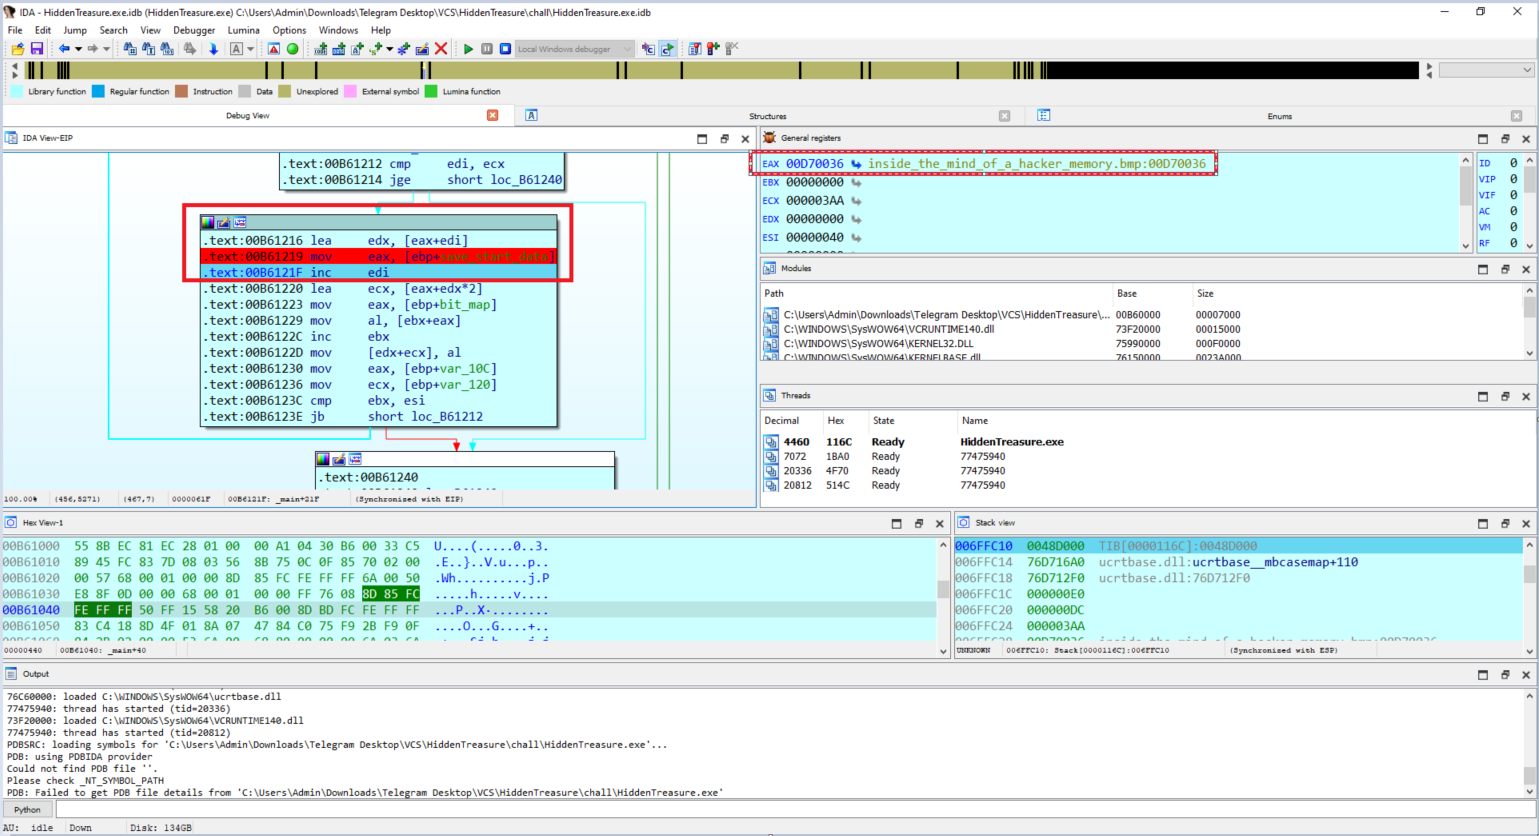 IDA - HiddenTreasure.exe.idb (HiddenTreasure.exe) C:\Users\Admin\Downloads\Telegram Desktop\VCS\HiddenTreasure\chall\HiddenTreasure.exe.idb
File Edit Jump Search View Debugger Lumina Options Windows Help
Local Windows debugger
Library function Regular function Instruction Data Unexplored External symbol Lumina function
Debug View Structures Enums
IDA View-EIP
.text:00B61212 cmp edi, ecx
.text:00B61214 jge short loc_B61240
.text:00B61216 lea edx, [eax+edi]
.text:00B61219 mov eax, [ebp+save_start_data]
.text:00B6121F inc edi
.text:00B61220 lea ecx, [eax+edx*2]
.text:00B61223 mov eax, [ebp+bit_map]
.text:00B61229 mov al, [ebx+eax]
.text:00B6122C inc ebx
.text:00B6122D mov [edx+ecx], al
.text:00B61230 mov eax, [ebp+var_10C]
.text:00B61236 mov ecx, [ebp+var_120]
.text:00B6123C cmp ebx, esi
.text:00B6123E jb short loc_B61212
.text:00B61240
100.00% (456,5271) (467,7) 0000061F 00B6121F: _main+21F (Synchronized with EIP)
General registers
EAX 00D70036 inside_the_mind_of_a_hacker_memory.bmp:00D70036
EBX 00000000
ECX 000003AA
EDX 00000000
ESI 00000040
ID 0
VIP 0
VIF 0
AC 0
VM 0
RF 0
Modules
Path Base Size
C:\Users\Admin\Downloads\Telegram Desktop\VCS\HiddenTreasure\... 00B60000 00007000
C:\WINDOWS\SysWOW64\VCRUNTIME140.dll 73F20000 00015000
C:\WINDOWS\SysWOW64\KERNEL32.DLL 75990000 000F0000
C:\WINDOWS\SysWOW64\KERNELBASE.dll 76150000 0023A000
Threads
Decimal Hex State Name
4460 116C Ready HiddenTreasure.exe
7072 1BA0 Ready 77475940
20336 4F70 Ready 77475940
20812 514C Ready 77475940
Hex View-1
00B61000 55 8B EC 81 EC 28 01 00 00 A1 04 30 B6 00 33 C5 U....(.....0..3.
00B61010 89 45 FC 83 7D 08 03 56 8B 75 0C 0F 85 70 02 00 .E..}..V.u...p..
00B61020 00 57 68 00 01 00 00 8D 85 FC FE FF FF 6A 00 50 .Wh..........j.P
00B61030 E8 8F 0D 00 00 68 00 01 00 00 FF 76 08 8D 85 FC .....h.....v....
00B61040 FE FF FF 50 FF 15 58 20 B6 00 8D BD FC FE FF FF ...P..X·........
00B61050 83 C4 18 8D 4F 01 8A 07 47 84 C0 75 F9 2B F9 0F ....O...G..u.+..
00000440 00B61040: _main+40
Stack view
006FFC10 0048D000 TIB[0000116C]:0048D000
006FFC14 76D716A0 ucrtbase.dll:ucrtbase__mbcasemap+110
006FFC18 76D712F0 ucrtbase.dll:76D712F0
006FFC1C 000000E0
006FFC20 000000DC
006FFC24 000003AA
006FFC28 00D70036 inside_the_mind_of_a_hacker_memory.bmp:00D70036
UNKNOWN 006FFC10: Stack[0000116C]:006FFC10 (Synchronized with ESP)
Output
76C60000: loaded C:\WINDOWS\SysWOW64\ucrtbase.dll
77475940: thread has started (tid=20336)
73F20000: loaded C:\WINDOWS\SysWOW64\VCRUNTIME140.dll
77475940: thread has started (tid=20812)
PDBSRC: loading symbols for 'C:\Users\Admin\Downloads\Telegram Desktop\VCS\HiddenTreasure\chall\HiddenTreasure.exe'...
PDB: using PDBIDA provider
Could not find PDB file ''.
Please check _NT_SYMBOL_PATH
PDB: Failed to get PDB file details from 'C:\Users\Admin\Downloads\Telegram Desktop\VCS\HiddenTreasure\chall\HiddenTreasure.exe'
Python
AU: idle Down Disk: 134GB